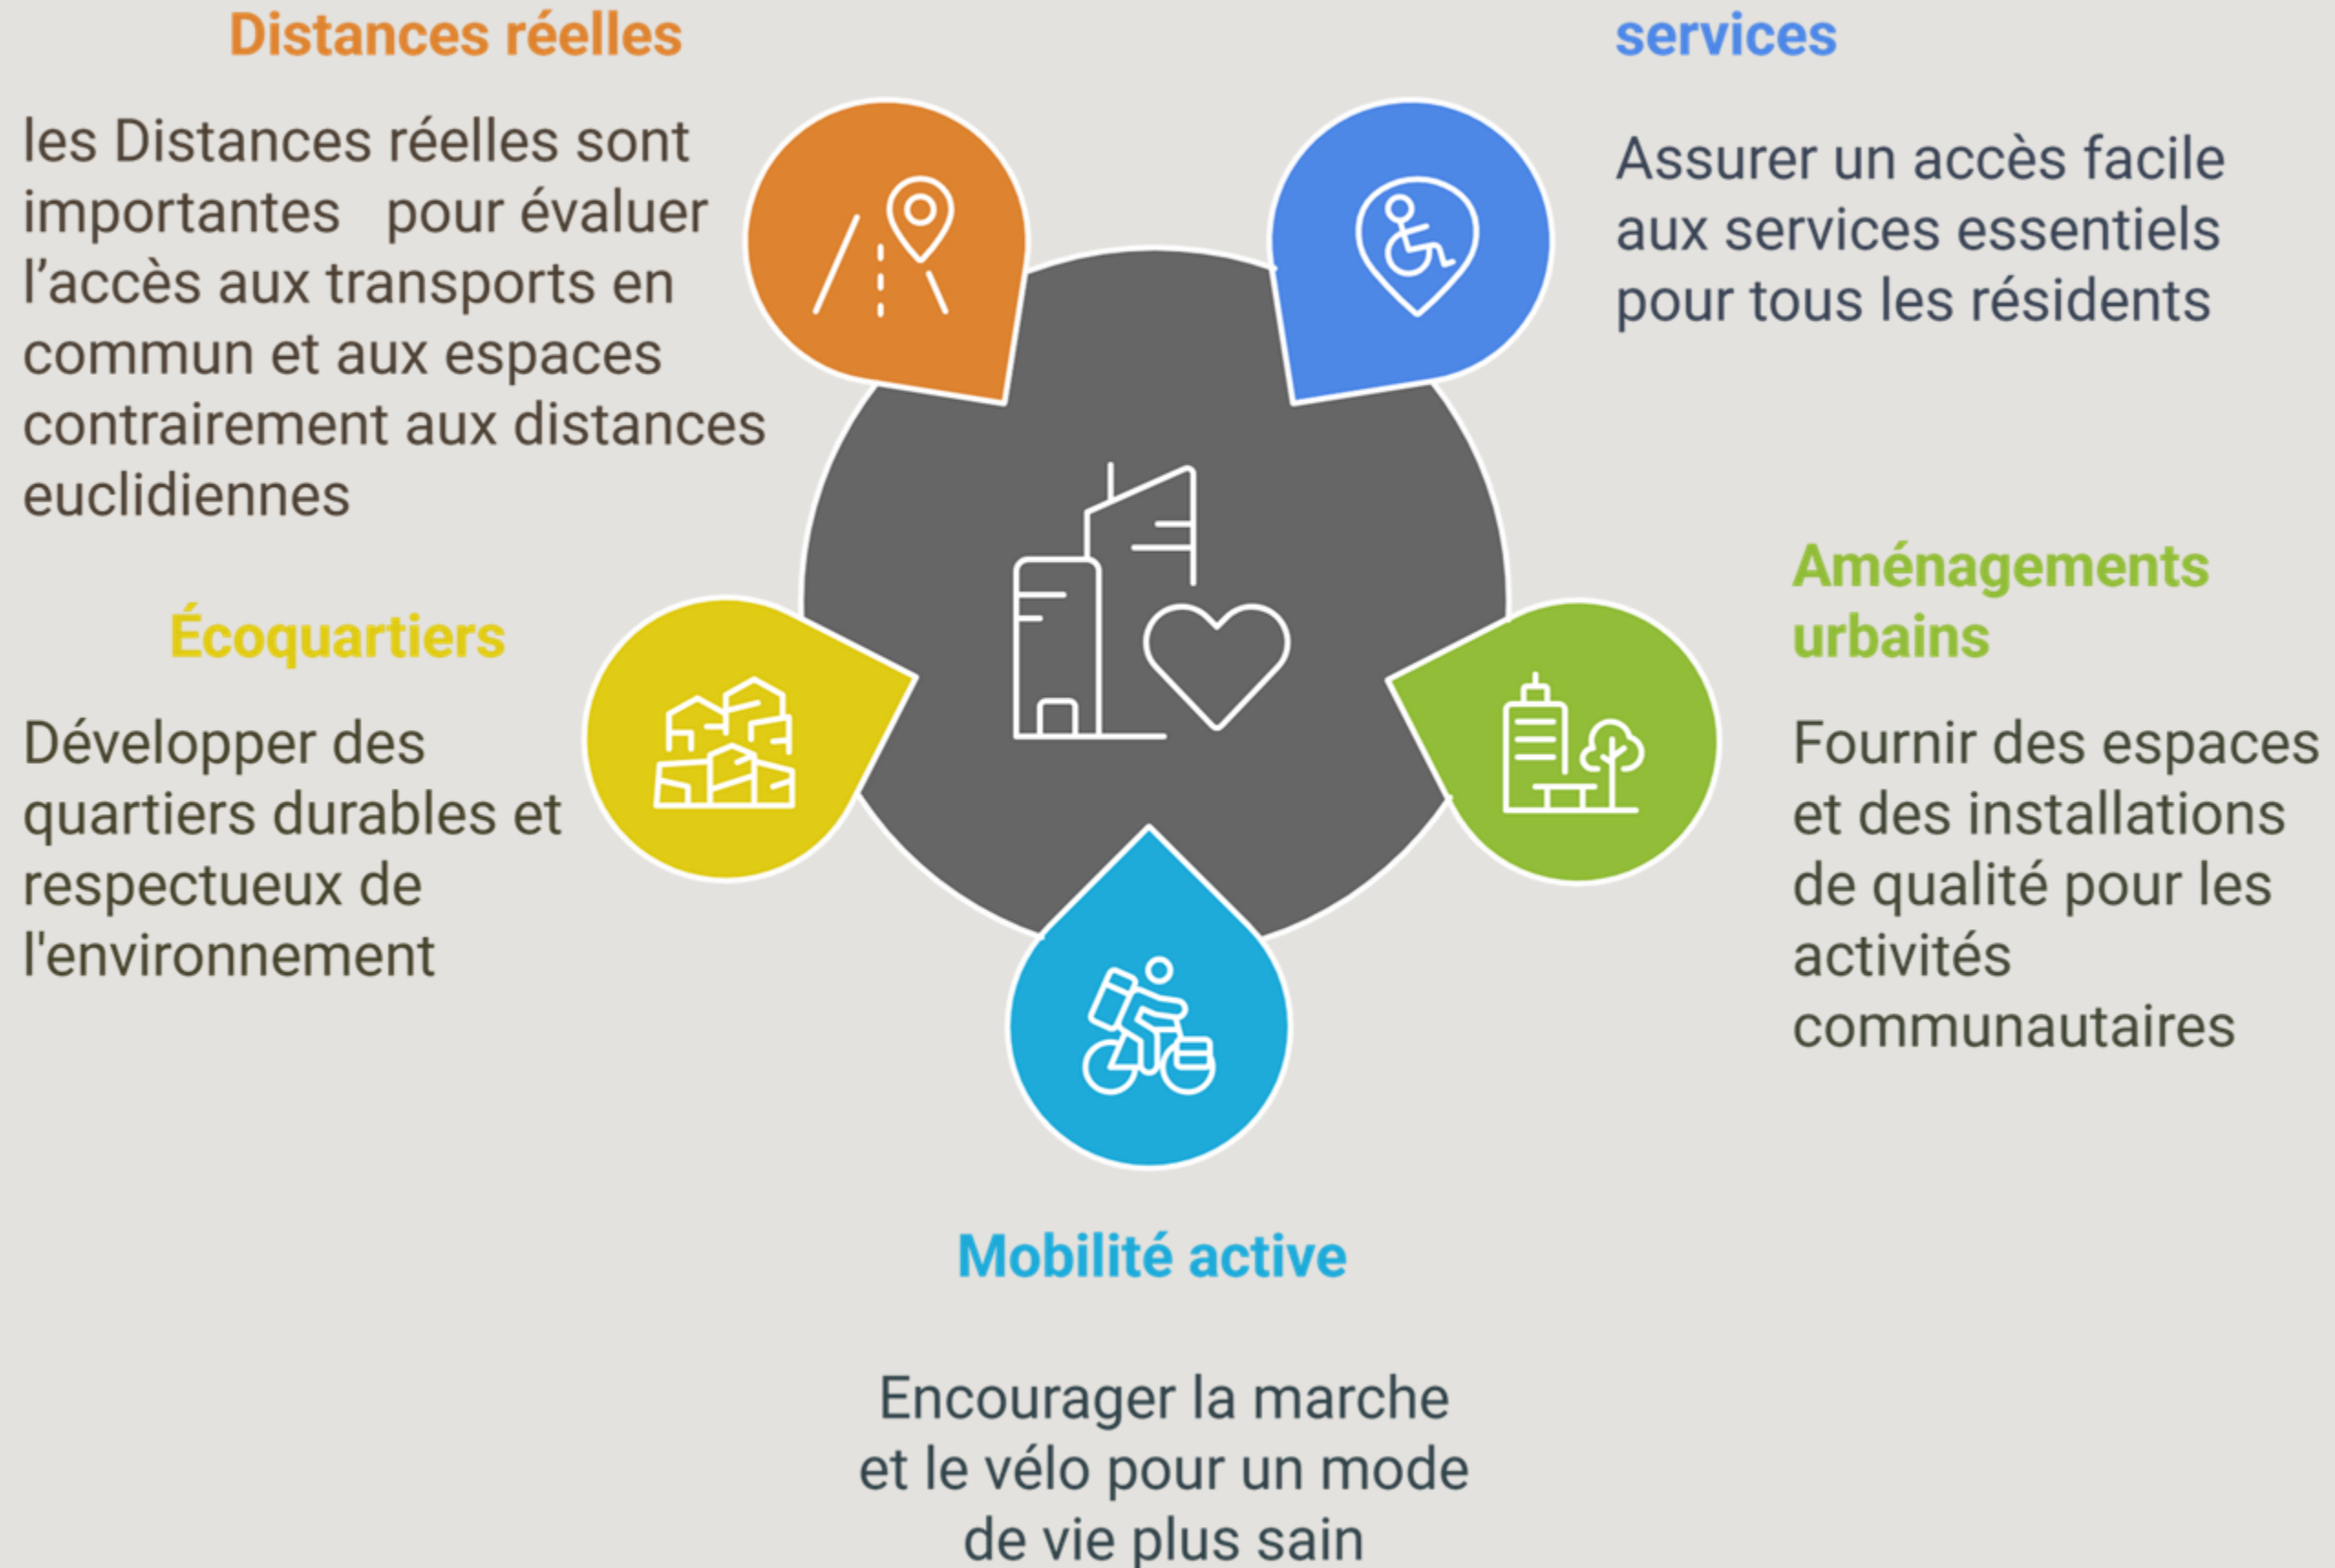 Distances réelles
les Distances réelles sont
importantes   pour évaluer
l’accès aux transports en
commun et aux espaces
contrairement aux distances
euclidiennes
services
Assurer un accès facile
aux services essentiels
pour tous les résidents
Écoquartiers
Développer des
quartiers durables et
respectueux de
l'environnement
Aménagements
urbains
Fournir des espaces
et des installations
de qualité pour les
activités
communautaires
Mobilité active
Encourager la marche
et le vélo pour un mode
de vie plus sain